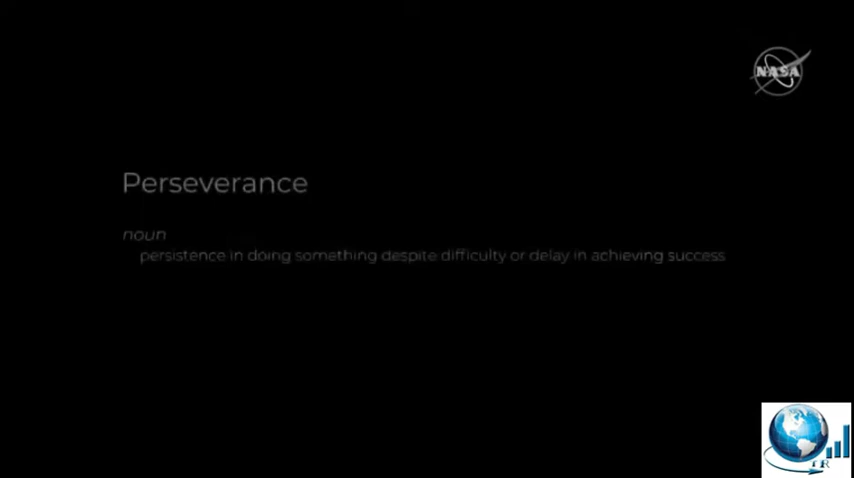 NASA
Perseverance
noun
persistence in doing something despite difficulty or delay in achieving success